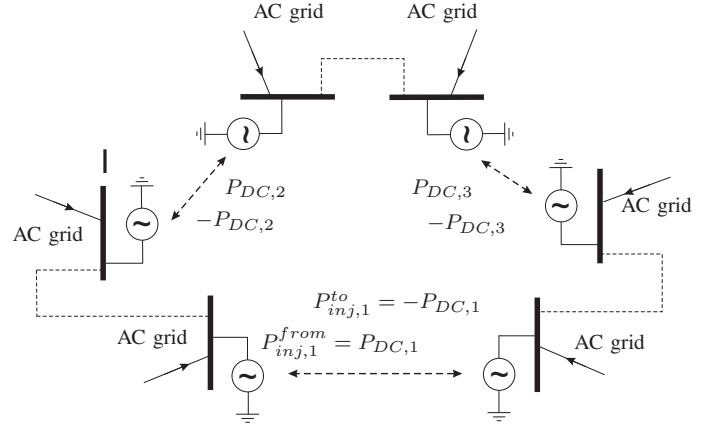 AC grid
AC grid
P_{DC,2}
−P_{DC,2}
P_{DC,3}
−P_{DC,3}
AC grid
AC grid
P^{to}_{inj,1} = −P_{DC,1}
P^{from}_{inj,1} = P_{DC,1}
AC grid
AC grid